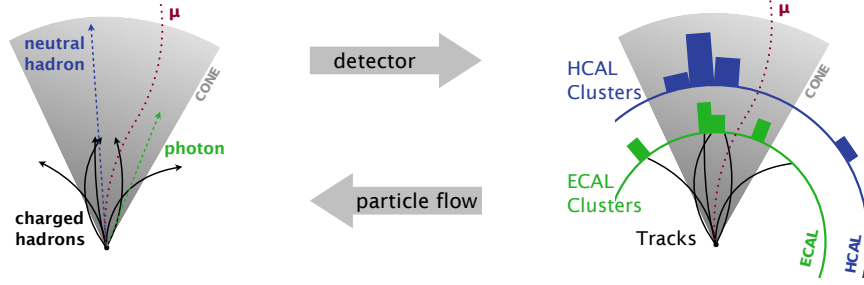 μ
neutral
hadron
CONE
photon
charged
hadrons
detector
particle flow
μ
HCAL
Clusters
CONE
ECAL
Clusters
Tracks
ECAL
HCAL